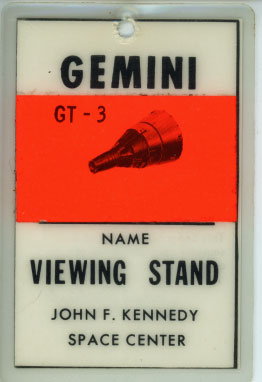 GEMINI
GT - 3
NAME
VIEWING STAND
JOHN F. KENNEDY
SPACE CENTER